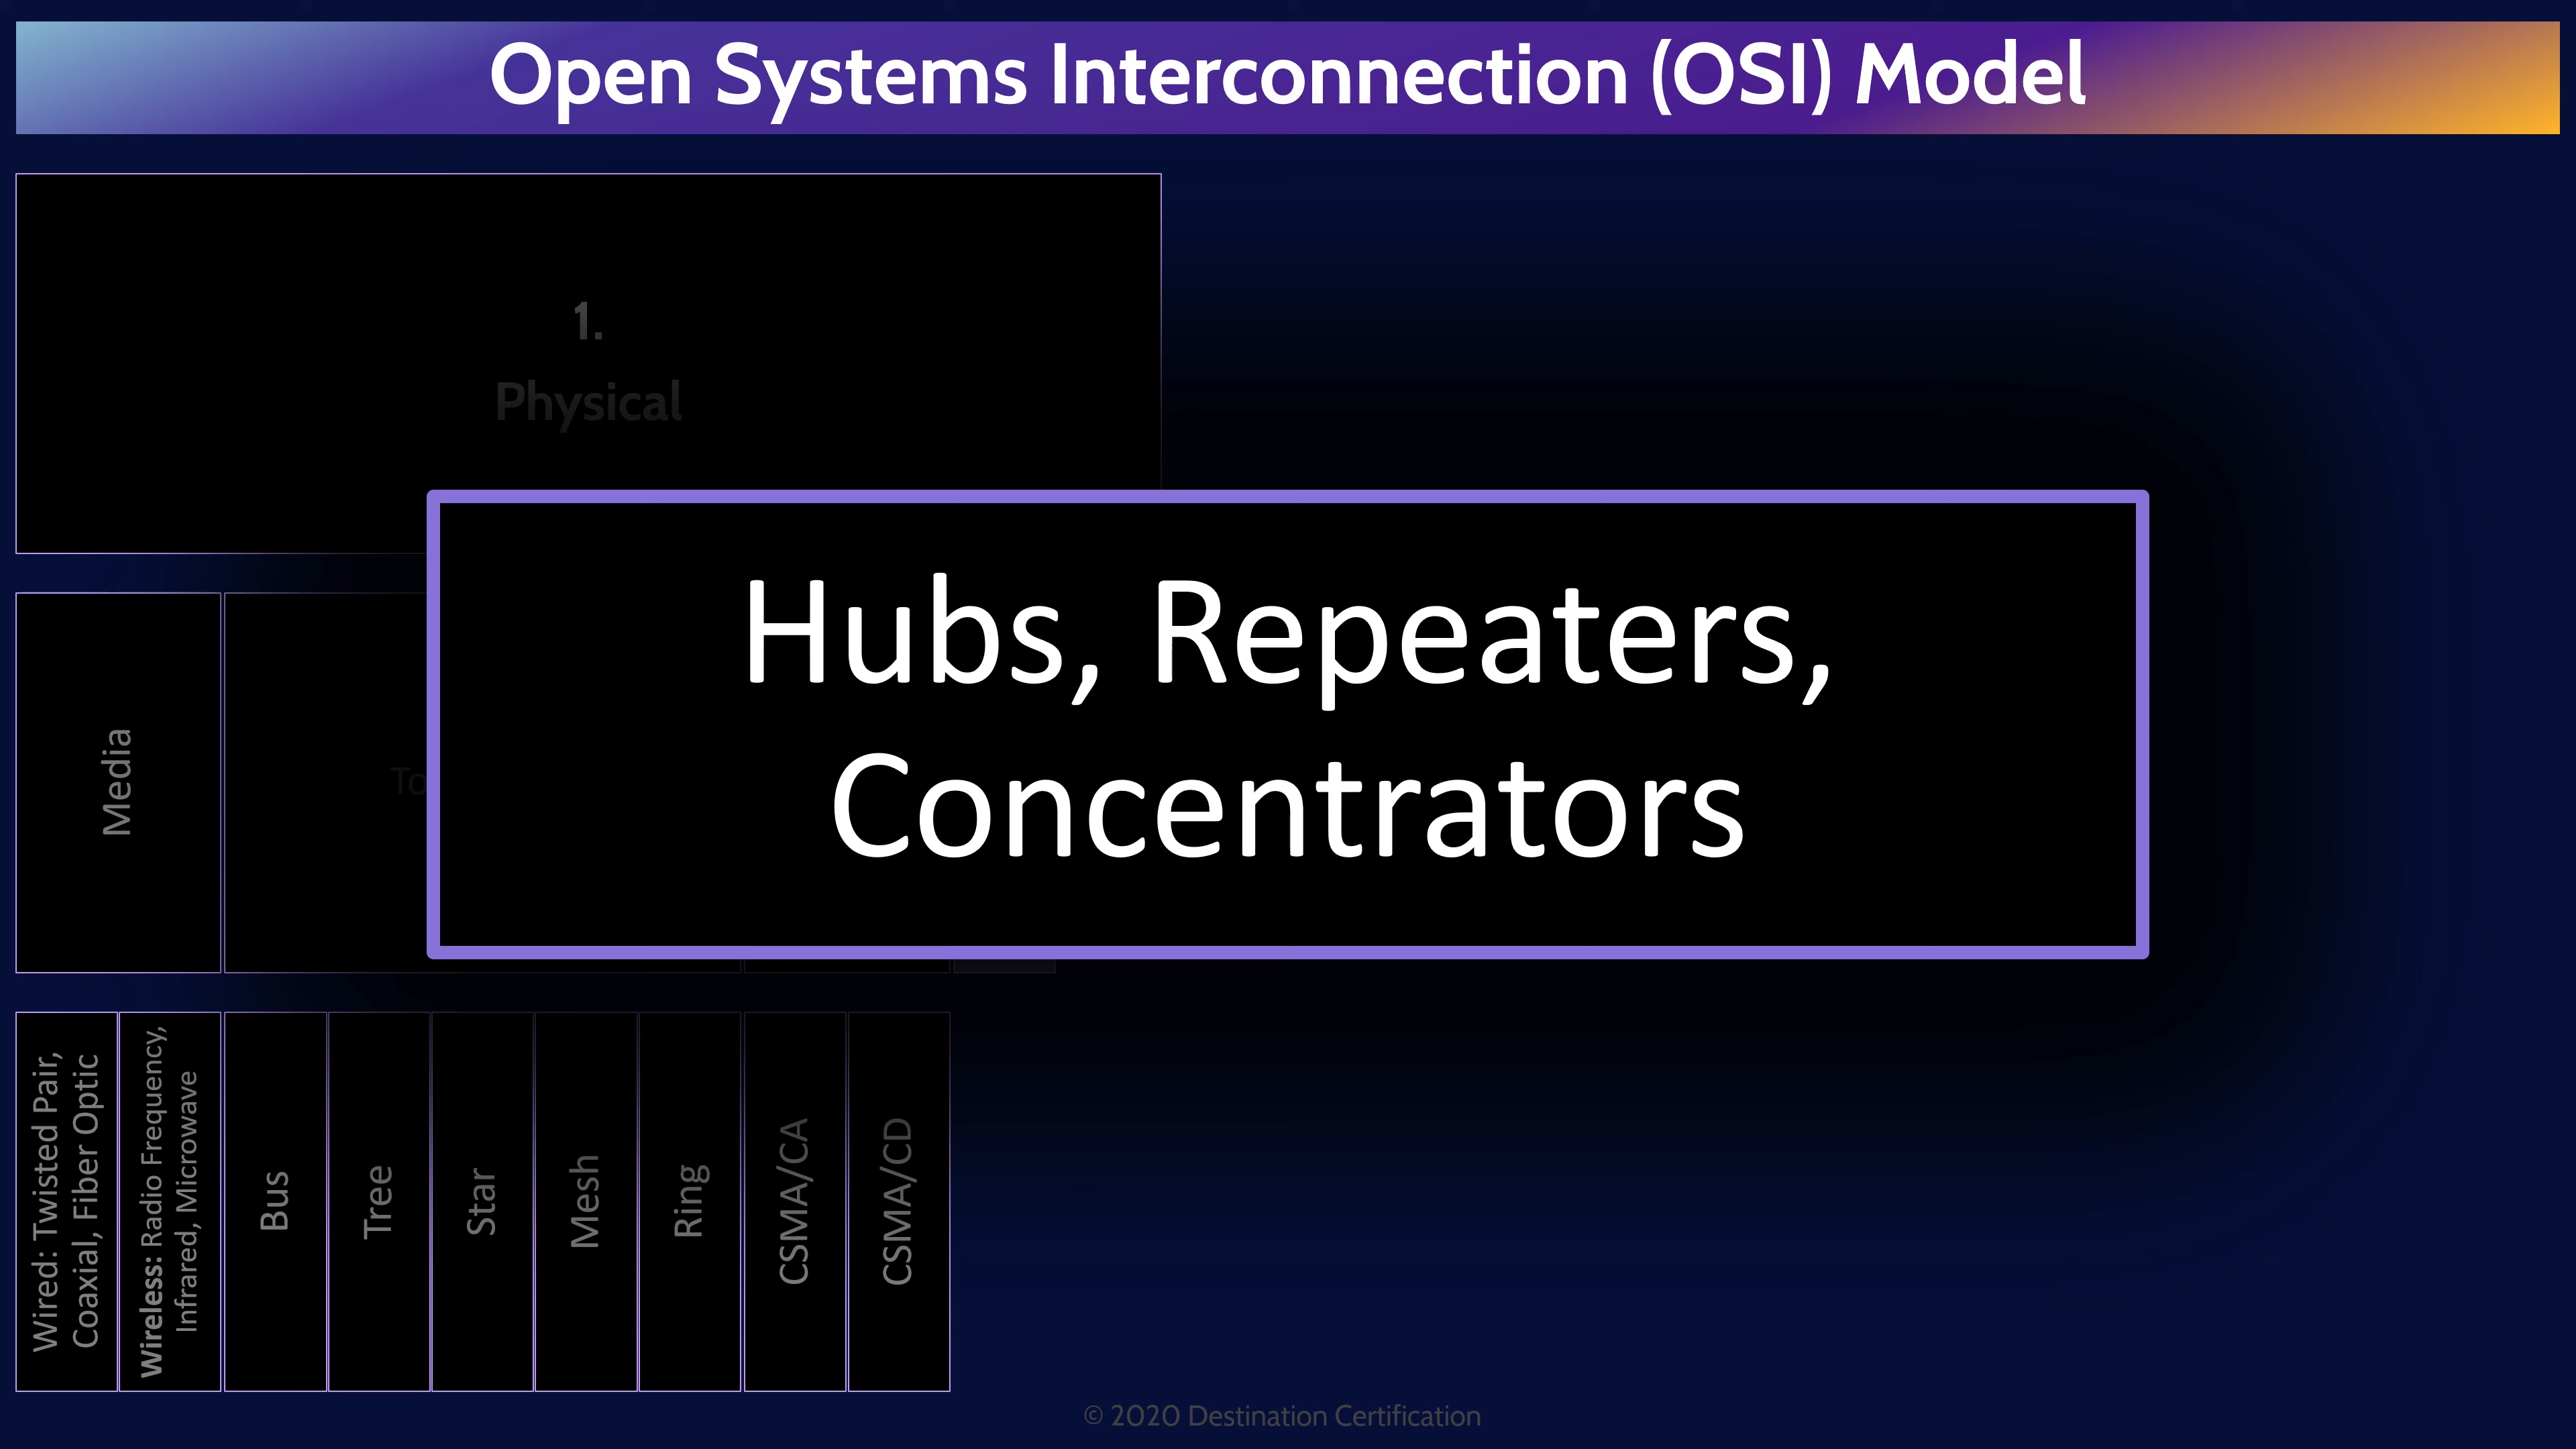 Open Systems Interconnection (OSI) Model
1.
Physical
Hubs, Repeaters,
Concentrators
Media
Wired: Twisted Pair,
Coaxial, Fiber Optic
Wireless: Radio Frequency,
Infrared, Microwave
Bus
Tree
Star
Mesh
Ring
CSMA/CA
CSMA/CD
© 2020 Destination Certification